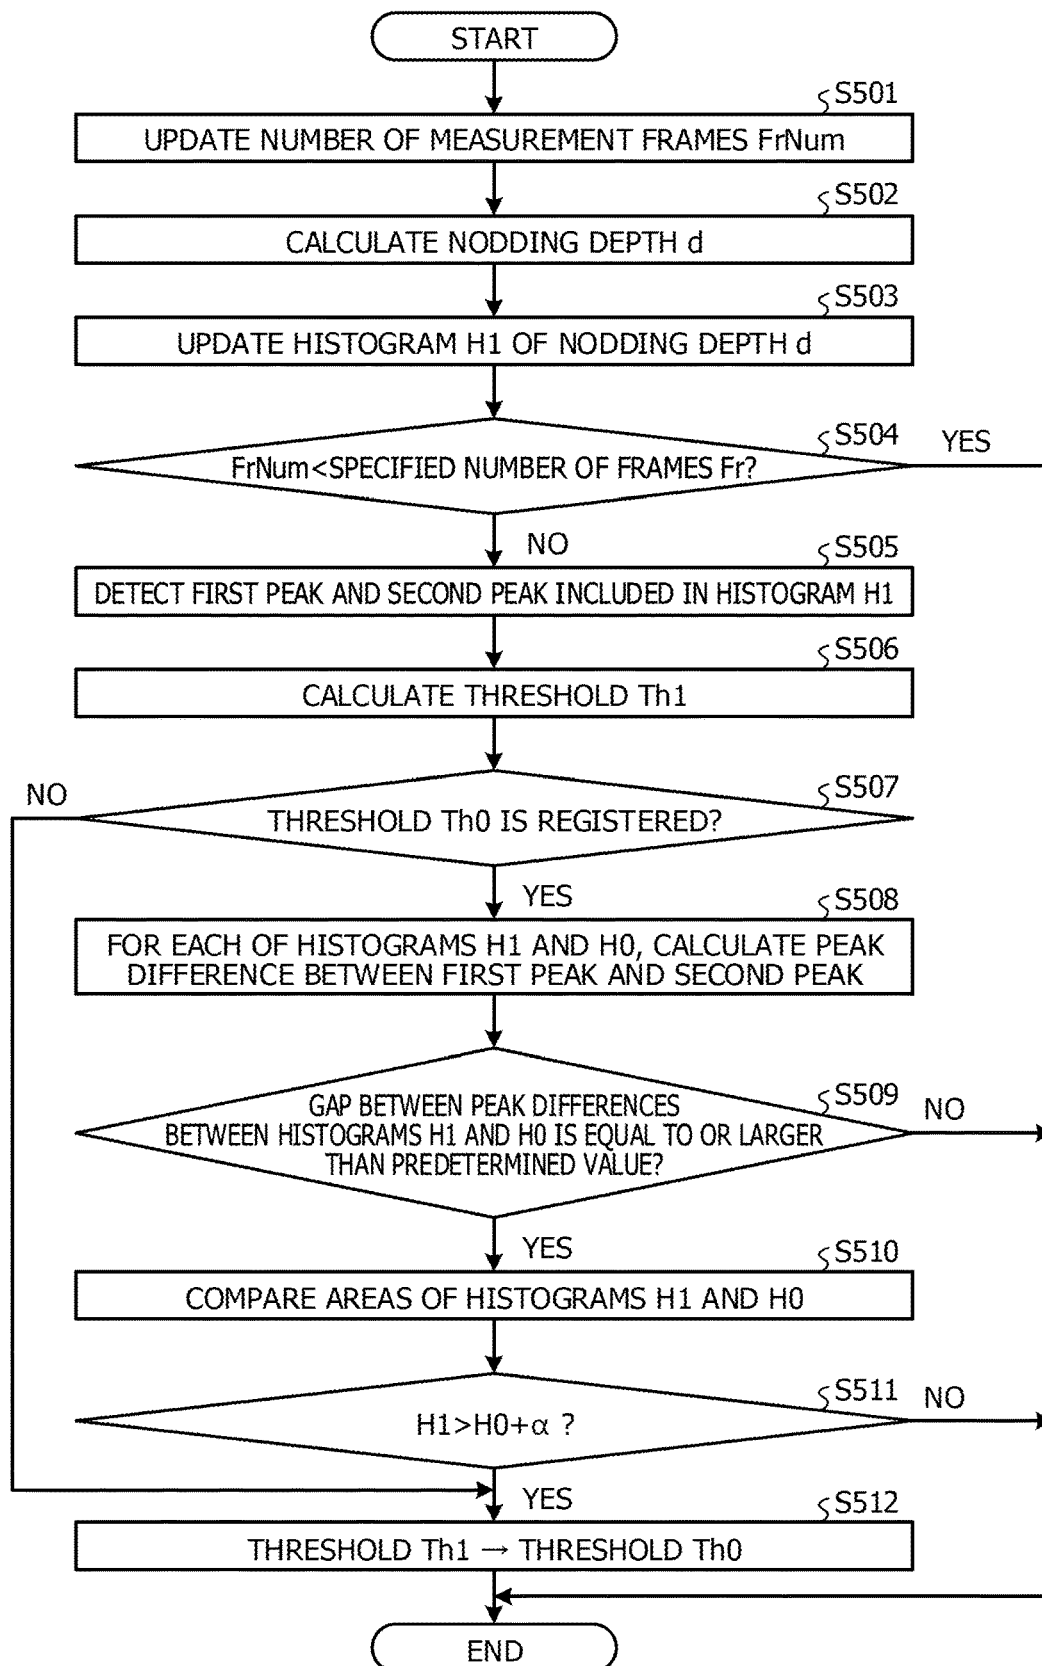 START
S501
UPDATE NUMBER OF MEASUREMENT FRAMES FrNum
S502
CALCULATE NODDING DEPTH d
S503
UPDATE HISTOGRAM H1 OF NODDING DEPTH d
S504
YES
FrNum<SPECIFIED NUMBER OF FRAMES Fr?
NO
S505
DETECT FIRST PEAK AND SECOND PEAK INCLUDED IN HISTOGRAM H1
S506
CALCULATE THRESHOLD Th1
S507
NO
THRESHOLD Th0 IS REGISTERED?
YES
S508
FOR EACH OF HISTOGRAMS H1 AND H0, CALCULATE PEAK
DIFFERENCE BETWEEN FIRST PEAK AND SECOND PEAK
S509
NO
GAP BETWEEN PEAK DIFFERENCES
BETWEEN HISTOGRAMS H1 AND H0 IS EQUAL TO OR LARGER
THAN PREDETERMINED VALUE?
YES
S510
COMPARE AREAS OF HISTOGRAMS H1 AND H0
S511
NO
H1>H0+α ?
YES
S512
THRESHOLD Th1 → THRESHOLD Th0
END